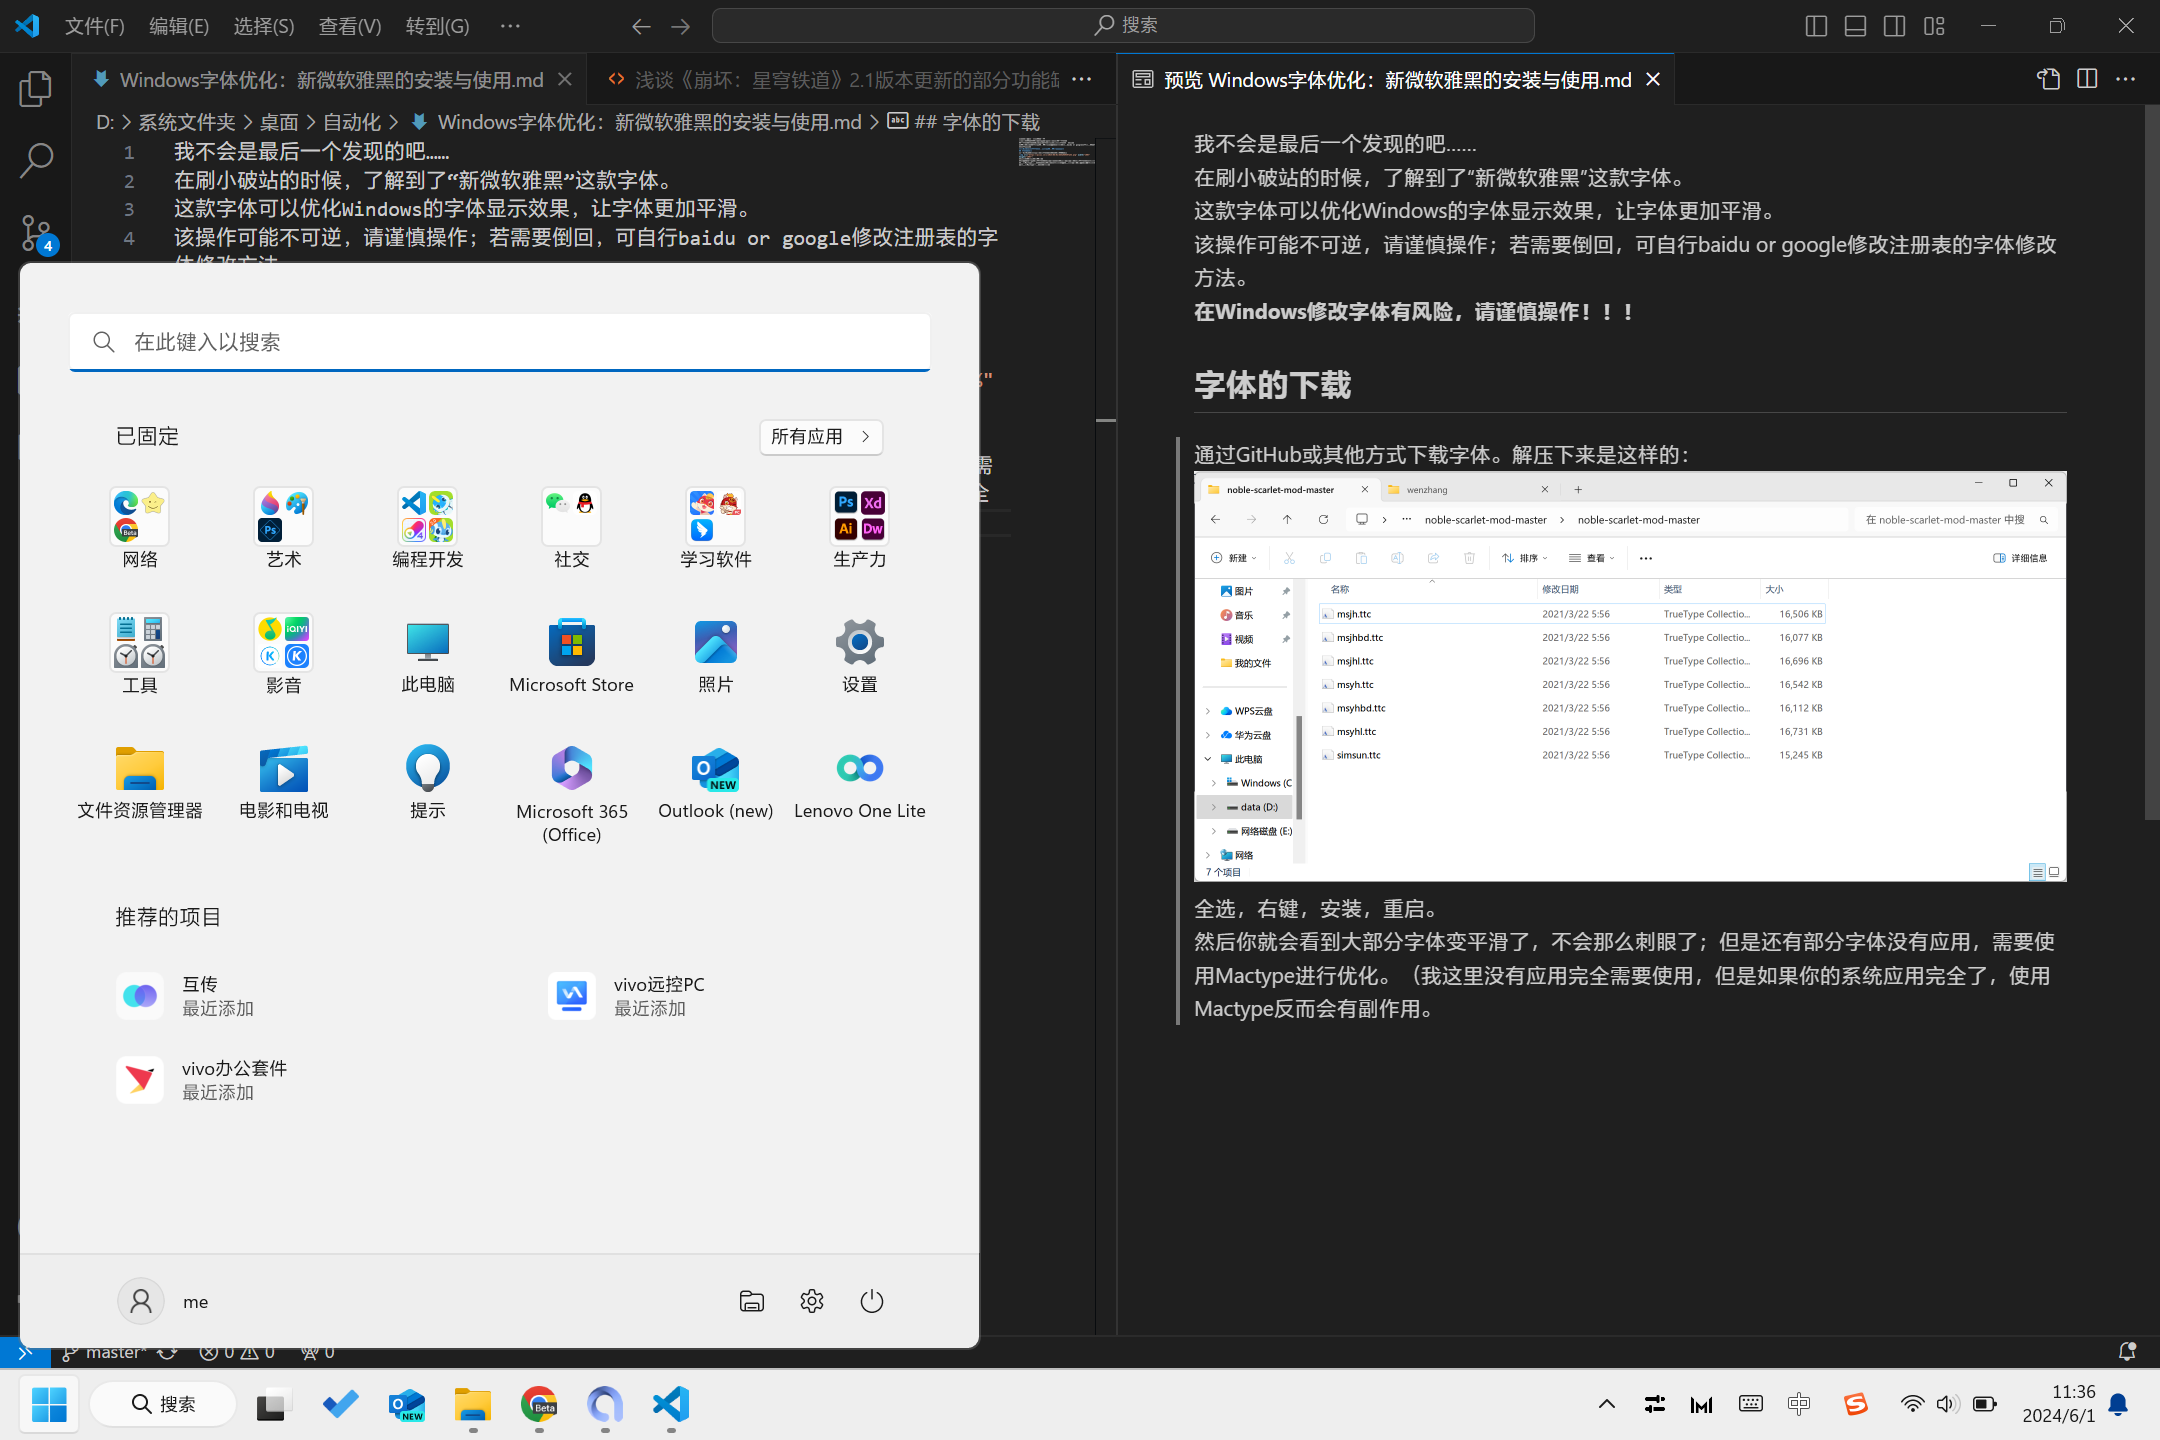 文件(F) 编辑(E) 选择(S) 查看(V) 转到(G) ··· 搜索
Windows字体优化：新微软雅黑的安装与使用.md
浅谈《崩坏：星穹铁道》2.1版本更新的部分功能
预览 Windows字体优化：新微软雅黑的安装与使用.md
D: > 系统文件夹 > 桌面 > 自动化 > Windows字体优化：新微软雅黑的安装与使用.md > ## 字体的下载
1 我不会是最后一个发现的吧……
2 在刷小破站的时候，了解到了“新微软雅黑”这款字体。
3 这款字体可以优化Windows的字体显示效果，让字体更加平滑。
4 该操作可能不可逆，请谨慎操作；若需要倒回，可自行baidu or google修改注册表的字
体修改方法
4
需
全
在此键入以搜索
已固定
所有应用 >
网络 艺术 编程开发 社交 学习软件 生产力
工具 影音 此电脑 Microsoft Store 照片 设置
文件资源管理器 电影和电视 提示 Microsoft 365 (Office) Outlook (new) Lenovo One Lite
推荐的项目
互传
最近添加
vivo远控PC
最近添加
vivo办公套件
最近添加
me
master* 0 0 0
我不会是最后一个发现的吧……
在刷小破站的时候，了解到了“新微软雅黑”这款字体。
这款字体可以优化Windows的字体显示效果，让字体更加平滑。
该操作可能不可逆，请谨慎操作；若需要倒回，可自行baidu or google修改注册表的字体修改
方法。
在Windows修改字体有风险，请谨慎操作！！！
字体的下载
通过GitHub或其他方式下载字体。解压下来是这样的：
noble-scarlet-mod-master wenzhang
noble-scarlet-mod-master > noble-scarlet-mod-master 在 noble-scarlet-mod-master 中搜
新建 排序 查看 ··· 详细信息
名称 修改日期 类型 大小
图片
音乐
视频
我的文件
WPS云盘
华为云盘
此电脑
Windows (C
data (D:)
网络磁盘 (E:)
网络
msjh.ttc 2021/3/22 5:56 TrueType Collectio... 16,506 KB
msjhbd.ttc 2021/3/22 5:56 TrueType Collectio... 16,077 KB
msjhl.ttc 2021/3/22 5:56 TrueType Collectio... 16,696 KB
msyh.ttc 2021/3/22 5:56 TrueType Collectio... 16,542 KB
msyhbd.ttc 2021/3/22 5:56 TrueType Collectio... 16,112 KB
msyhl.ttc 2021/3/22 5:56 TrueType Collectio... 16,731 KB
simsun.ttc 2021/3/22 5:56 TrueType Collectio... 15,245 KB
7 个项目
全选，右键，安装，重启。
然后你就会看到大部分字体变平滑了，不会那么刺眼了；但是还有部分字体没有应用，需要使
用Mactype进行优化。（我这里没有应用完全需要使用，但是如果你的系统应用完全了，使用
Mactype反而会有副作用。
搜索
中
11:36
2024/6/1